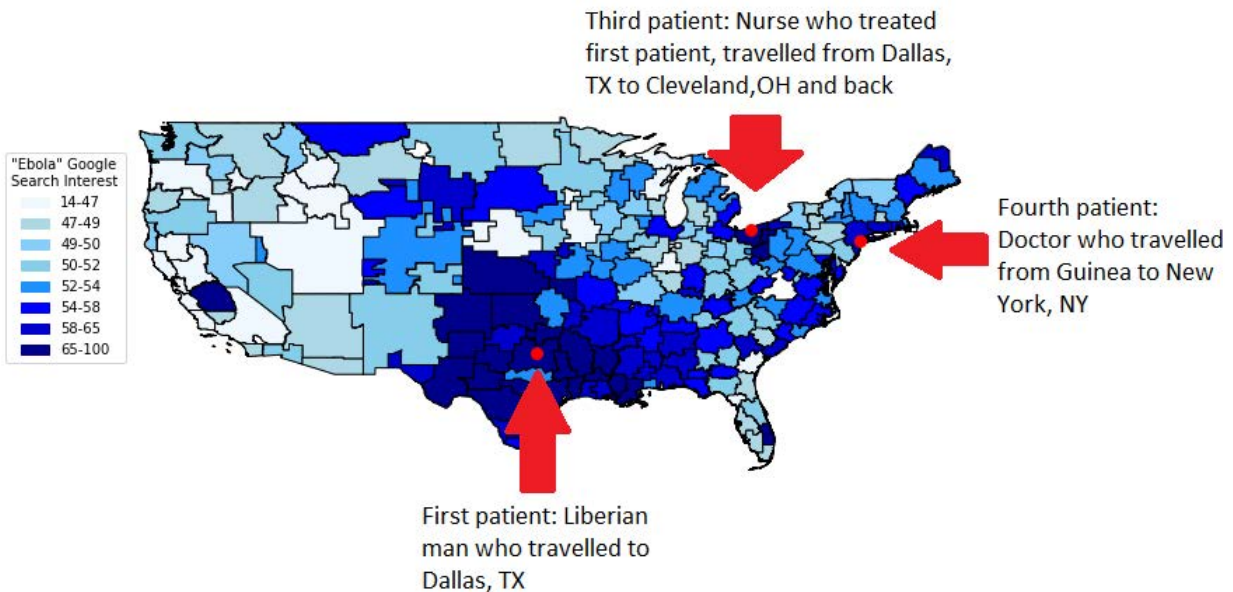 Third patient: Nurse who treated
first patient, travelled from Dallas,
TX to Cleveland,OH and back
"Ebola" Google
Search Interest
14-47
47-49
49-50
50-52
52-54
54-58
58-65
65-100
Fourth patient:
Doctor who travelled
from Guinea to New
York, NY
First patient: Liberian
man who travelled to
Dallas, TX